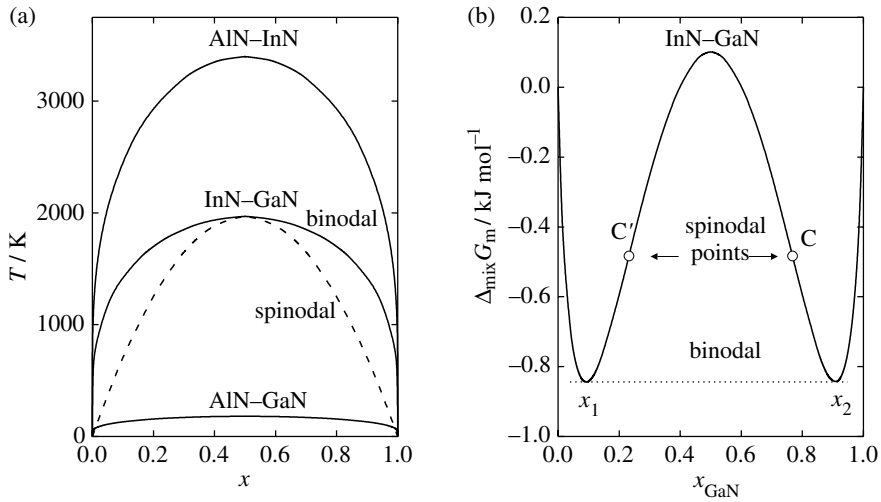 (a)
AlN–InN
InN–GaN
binodal
spinodal
AlN–GaN
3000
2000
1000
0
0.0 0.2 0.4 0.6 0.8 1.0
T / K
x
(b)
InN–GaN
C′ spinodal C
points
binodal
x₁ x₂
0.2
0.0
−0.2
−0.4
−0.6
−0.8
−1.0
0.0 0.2 0.4 0.6 0.8 1.0
ΔmixGm / kJ mol⁻¹
xGaN